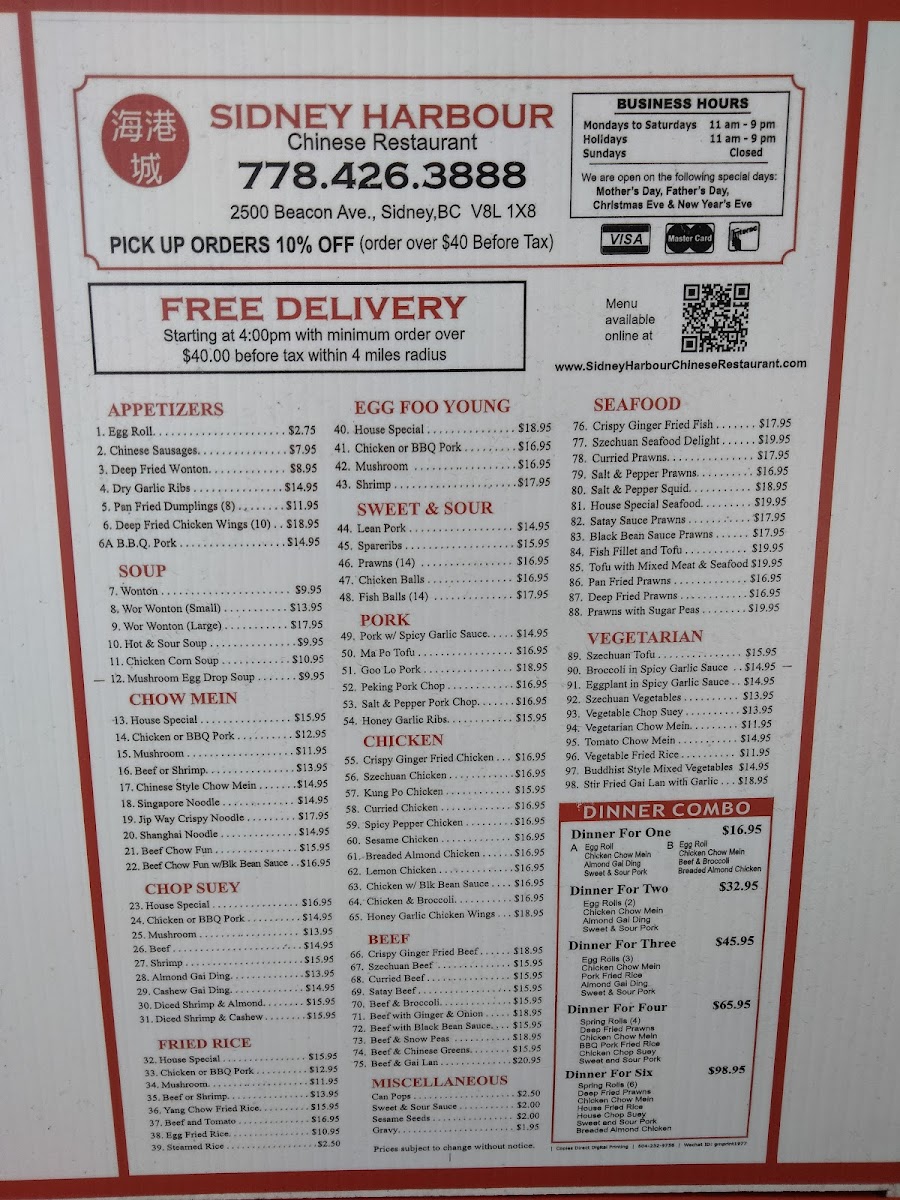 海港
城
SIDNEY HARBOUR
Chinese Restaurant
778.426.3888
2500 Beacon Ave., Sidney,BC V8L 1X8
PICK UP ORDERS 10% OFF (order over $40 Before Tax)
BUSINESS HOURS
Mondays to Saturdays 11 am - 9 pm
Holidays 11 am - 9 pm
Sundays Closed
We are open on the following special days:
Mother's Day, Father's Day,
Christmas Eve & New Year's Eve
VISA
Master Card
FREE DELIVERY
Starting at 4:00pm with minimum order over
$40.00 before tax within 4 miles radius
Menu
available
online at
www.SidneyHarbourChineseRestaurant.com
APPETIZERS
1. Egg Roll..................... $2.75
2. Chinese Sausages.............. $7.95
3. Deep Fried Wonton............. $8.95
4. Dry Garlic Ribs............... $14.95
5. Pan Fried Dumplings (8)........ $11.95
6. Deep Fried Chicken Wings (10) .. $18.95
6A B.B.Q. Pork................... $14.95
SOUP
7. Wonton....................... $9.95
8. Wor Wonton (Small)........... $13.95
9. Wor Wonton (Large)........... $17.95
10. Hot & Sour Soup.............. $9.95
11. Chicken Corn Soup........... $10.95
12. Mushroom Egg Drop Soup....... $9.95
CHOW MEIN
13. House Special............... $15.95
14. Chicken or BBQ Pork......... $12.95
15. Mushroom.................... $11.95
16. Beef or Shrimp.............. $13.95
17. Chinese Style Chow Mein..... $14.95
18. Singapore Noodle............ $14.95
19. Jip Way Crispy Noodle....... $17.95
20. Shanghai Noodle............. $14.95
21. Beef Chow Fun............... $15.95
22. Beef Chow Fun w/Blk Bean Sauce .. $16.95
CHOP SUEY
23. House Special............... $16.95
24. Chicken or BBQ Pork......... $14.95
25. Mushroom.................... $13.95
26. Beef........................ $14.95
27. Shrimp...................... $15.95
28. Almond Gai Ding............. $13.95
29. Cashew Gai Ding............. $14.95
30. Diced Shrimp & Almond....... $15.95
31. Diced Shrimp & Cashew....... $15.95
FRIED RICE
32. House Special............... $15.95
33. Chicken or BBQ Pork......... $12.95
34. Mushroom.................... $11.95
35. Beef or Shrimp.............. $13.95
36. Yang Chow Fried Rice........ $15.95
37. Beef and Tomato............. $16.95
38. Egg Fried Rice.............. $10.95
39. Steamed Rice................ $2.50
EGG FOO YOUNG
40. House Special............... $18.95
41. Chicken or BBQ Pork......... $16.95
42. Mushroom.................... $16.95
43. Shrimp...................... $17.95
SWEET & SOUR
44. Lean Pork................... $14.95
45. Spareribs................... $15.95
46. Prawns (14)................. $16.95
47. Chicken Balls............... $16.95
48. Fish Balls (14)............. $17.95
PORK
49. Pork w/ Spicy Garlic Sauce..... $14.95
50. Ma Po Tofu.................. $16.95
51. Goo Lo Pork................. $18.95
52. Peking Pork Chop............ $16.95
53. Salt & Pepper Pork Chop..... $16.95
54. Honey Garlic Ribs........... $15.95
CHICKEN
55. Crispy Ginger Fried Chicken... $16.95
56. Szechuan Chicken............ $16.95
57. Kung Po Chicken............. $15.95
58. Curried Chicken............. $16.95
59. Spicy Pepper Chicken........ $16.95
60. Sesame Chicken.............. $16.95
61. Breaded Almond Chicken...... $16.95
62. Lemon Chicken............... $16.95
63. Chicken w/ Blk Bean Sauce.... $16.95
64. Chicken & Broccoli.......... $16.95
65. Honey Garlic Chicken Wings... $18.95
BEEF
66. Crispy Ginger Fried Beef..... $18.95
67. Szechuan Beef............... $15.95
68. Curried Beef................ $15.95
69. Satay Beef.................. $15.95
70. Beef & Broccoli............. $15.95
71. Beef with Ginger & Onion..... $18.95
72. Beef with Black Bean Sauce.... $15.95
73. Beef & Snow Peas............ $18.95
74. Beef & Chinese Greens....... $15.95
75. Beef & Gai Lan.............. $20.95
MISCELLANEOUS
Can Pops........................ $2.50
Sweet & Sour Sauce.............. $2.00
Sesame Seeds.................... $2.00
Gravy........................... $1.95
Prices subject to change without notice.
SEAFOOD
76. Crispy Ginger Fried Fish....... $17.95
77. Szechuan Seafood Delight...... $19.95
78. Curried Prawns.............. $17.95
79. Salt & Pepper Prawns........ $16.95
80. Salt & Pepper Squid......... $18.95
81. House Special Seafood....... $19.95
82. Satay Sauce Prawns.......... $17.95
83. Black Bean Sauce Prawns...... $17.95
84. Fish Fillet and Tofu........ $19.95
85. Tofu with Mixed Meat & Seafood $19.95
86. Pan Fried Prawns............ $16.95
87. Deep Fried Prawns........... $16.95
88. Prawns with Sugar Peas....... $19.95
VEGETARIAN
89. Szechuan Tofu............... $15.95
90. Broccoli in Spicy Garlic Sauce .. $14.95
91. Eggplant in Spicy Garlic Sauce .. $14.95
92. Szechuan Vegetables......... $13.95
93. Vegetable Chop Suey......... $13.95
94. Vegetarian Chow Mein........ $11.95
95. Tomato Chow Mein............ $14.95
96. Vegetable Fried Rice........ $11.95
97. Buddhist Style Mixed Vegetables $14.95
98. Stir Fried Gai Lan with Garlic ... $18.95
DINNER COMBO
Dinner For One $16.95
A Egg Roll
Chicken Chow Mein
Almond Gai Ding
Sweet & Sour Pork
B Egg Roll
Chicken Chow Mein
Beef & Broccoli
Breaded Almond Chicken
Dinner For Two $32.95
Egg Rolls (2)
Chicken Chow Mein
Almond Gai Ding
Sweet & Sour Pork
Dinner For Three $45.95
Egg Rolls (3)
Chicken Chow Mein
Pork Fried Rice
Almond Gai Ding
Sweet & Sour Pork
Dinner For Four $65.95
Spring Rolls (4)
Deep Fried Prawns
Chicken Chow Mein
BBQ Pork Fried Rice
Chicken Chop Suey
Sweet and Sour Pork
Dinner For Six $98.95
Spring Rolls (6)
Deep Fried Prawns
Chicken Chow Mein
House Fried Rice
House Chop Suey
Sweet and Sour Pork
Breaded Almond Chicken
Direct Digital Printing | 604-232-9738 | Wechat ID: